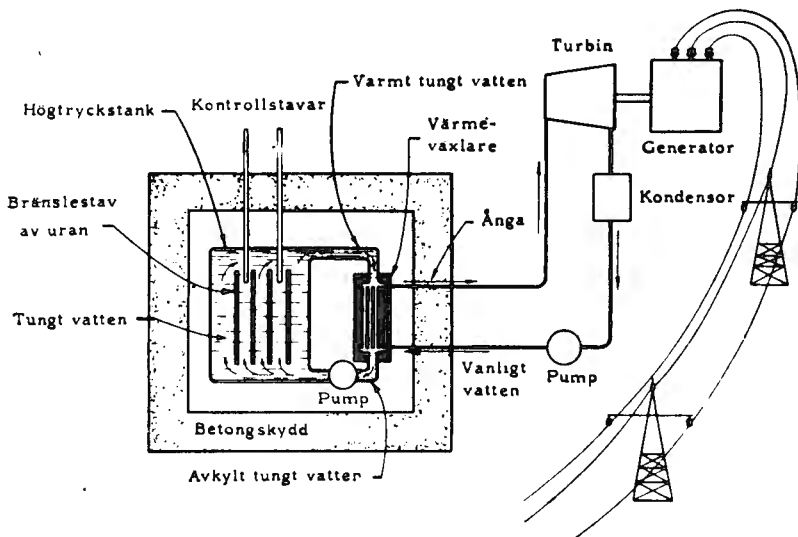 Turbin
Varmt tungt vatten
Högtryckstank
Kontrollstavar
Värme-
växlare
Generator
Bränslestav
av uran
Kondensor
Ånga
Tungt vatten
Vanligt
vatten
Pump
Pump
Betongskydd
Avkylt tungt vatten